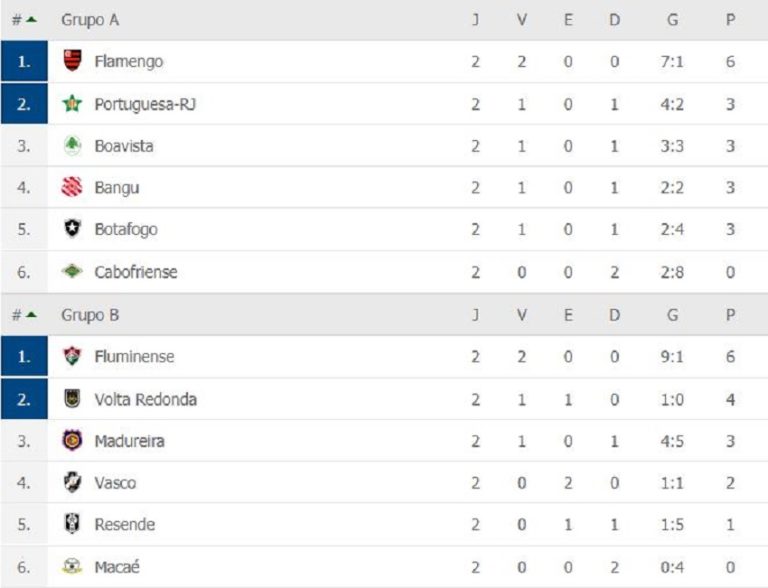 # Grupo A J V E D G P
1. Flamengo 2 2 0 0 7:1 6
2. Portuguesa-RJ 2 1 0 1 4:2 3
3. Boavista 2 1 0 1 3:3 3
4. Bangu 2 1 0 1 2:2 3
5. Botafogo 2 1 0 1 2:4 3
6. Cabofriense 2 0 0 2 2:8 0
# Grupo B J V E D G P
1. Fluminense 2 2 0 0 9:1 6
2. Volta Redonda 2 1 1 0 1:0 4
3. Madureira 2 1 0 1 4:5 3
4. Vasco 2 0 2 0 1:1 2
5. Resende 2 0 1 1 1:5 1
6. Macaé 2 0 0 2 0:4 0